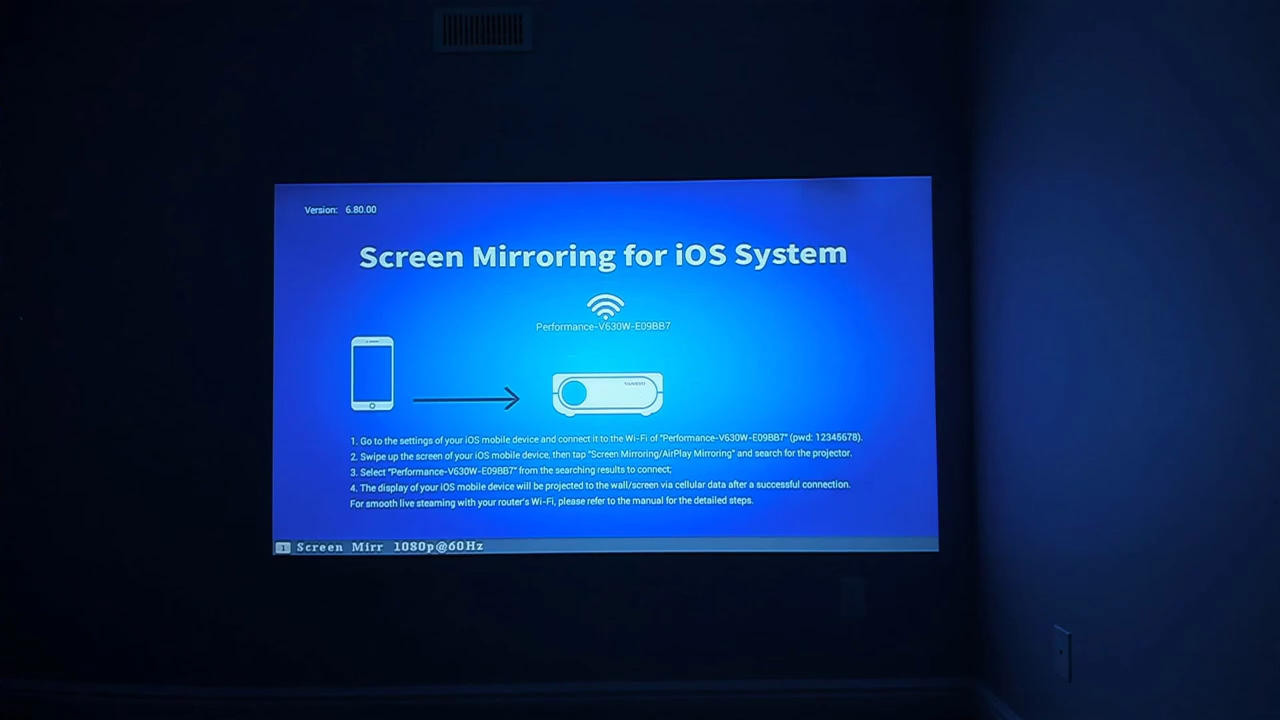 Version: 6.80.00
Screen Mirroring for iOS System
Performance-V630W-E09BB7
1. Go to the settings of your iOS mobile device and connect it to the Wi-Fi of "Performance-V630W-E09BB7" (pwd: 12345678).
2. Swipe up the screen of your iOS mobile device, then tap "Screen Mirroring/AirPlay Mirroring" and search for the projector.
3. Select "Performance-V630W-E09BB7" from the searching results to connect;
4. The display of your iOS mobile device will be projected to the wall/screen via cellular data after a successful connection.
For smooth live steaming with your router's Wi-Fi, please refer to the manual for the detailed steps.
1 Screen Mirr 1080p@60Hz